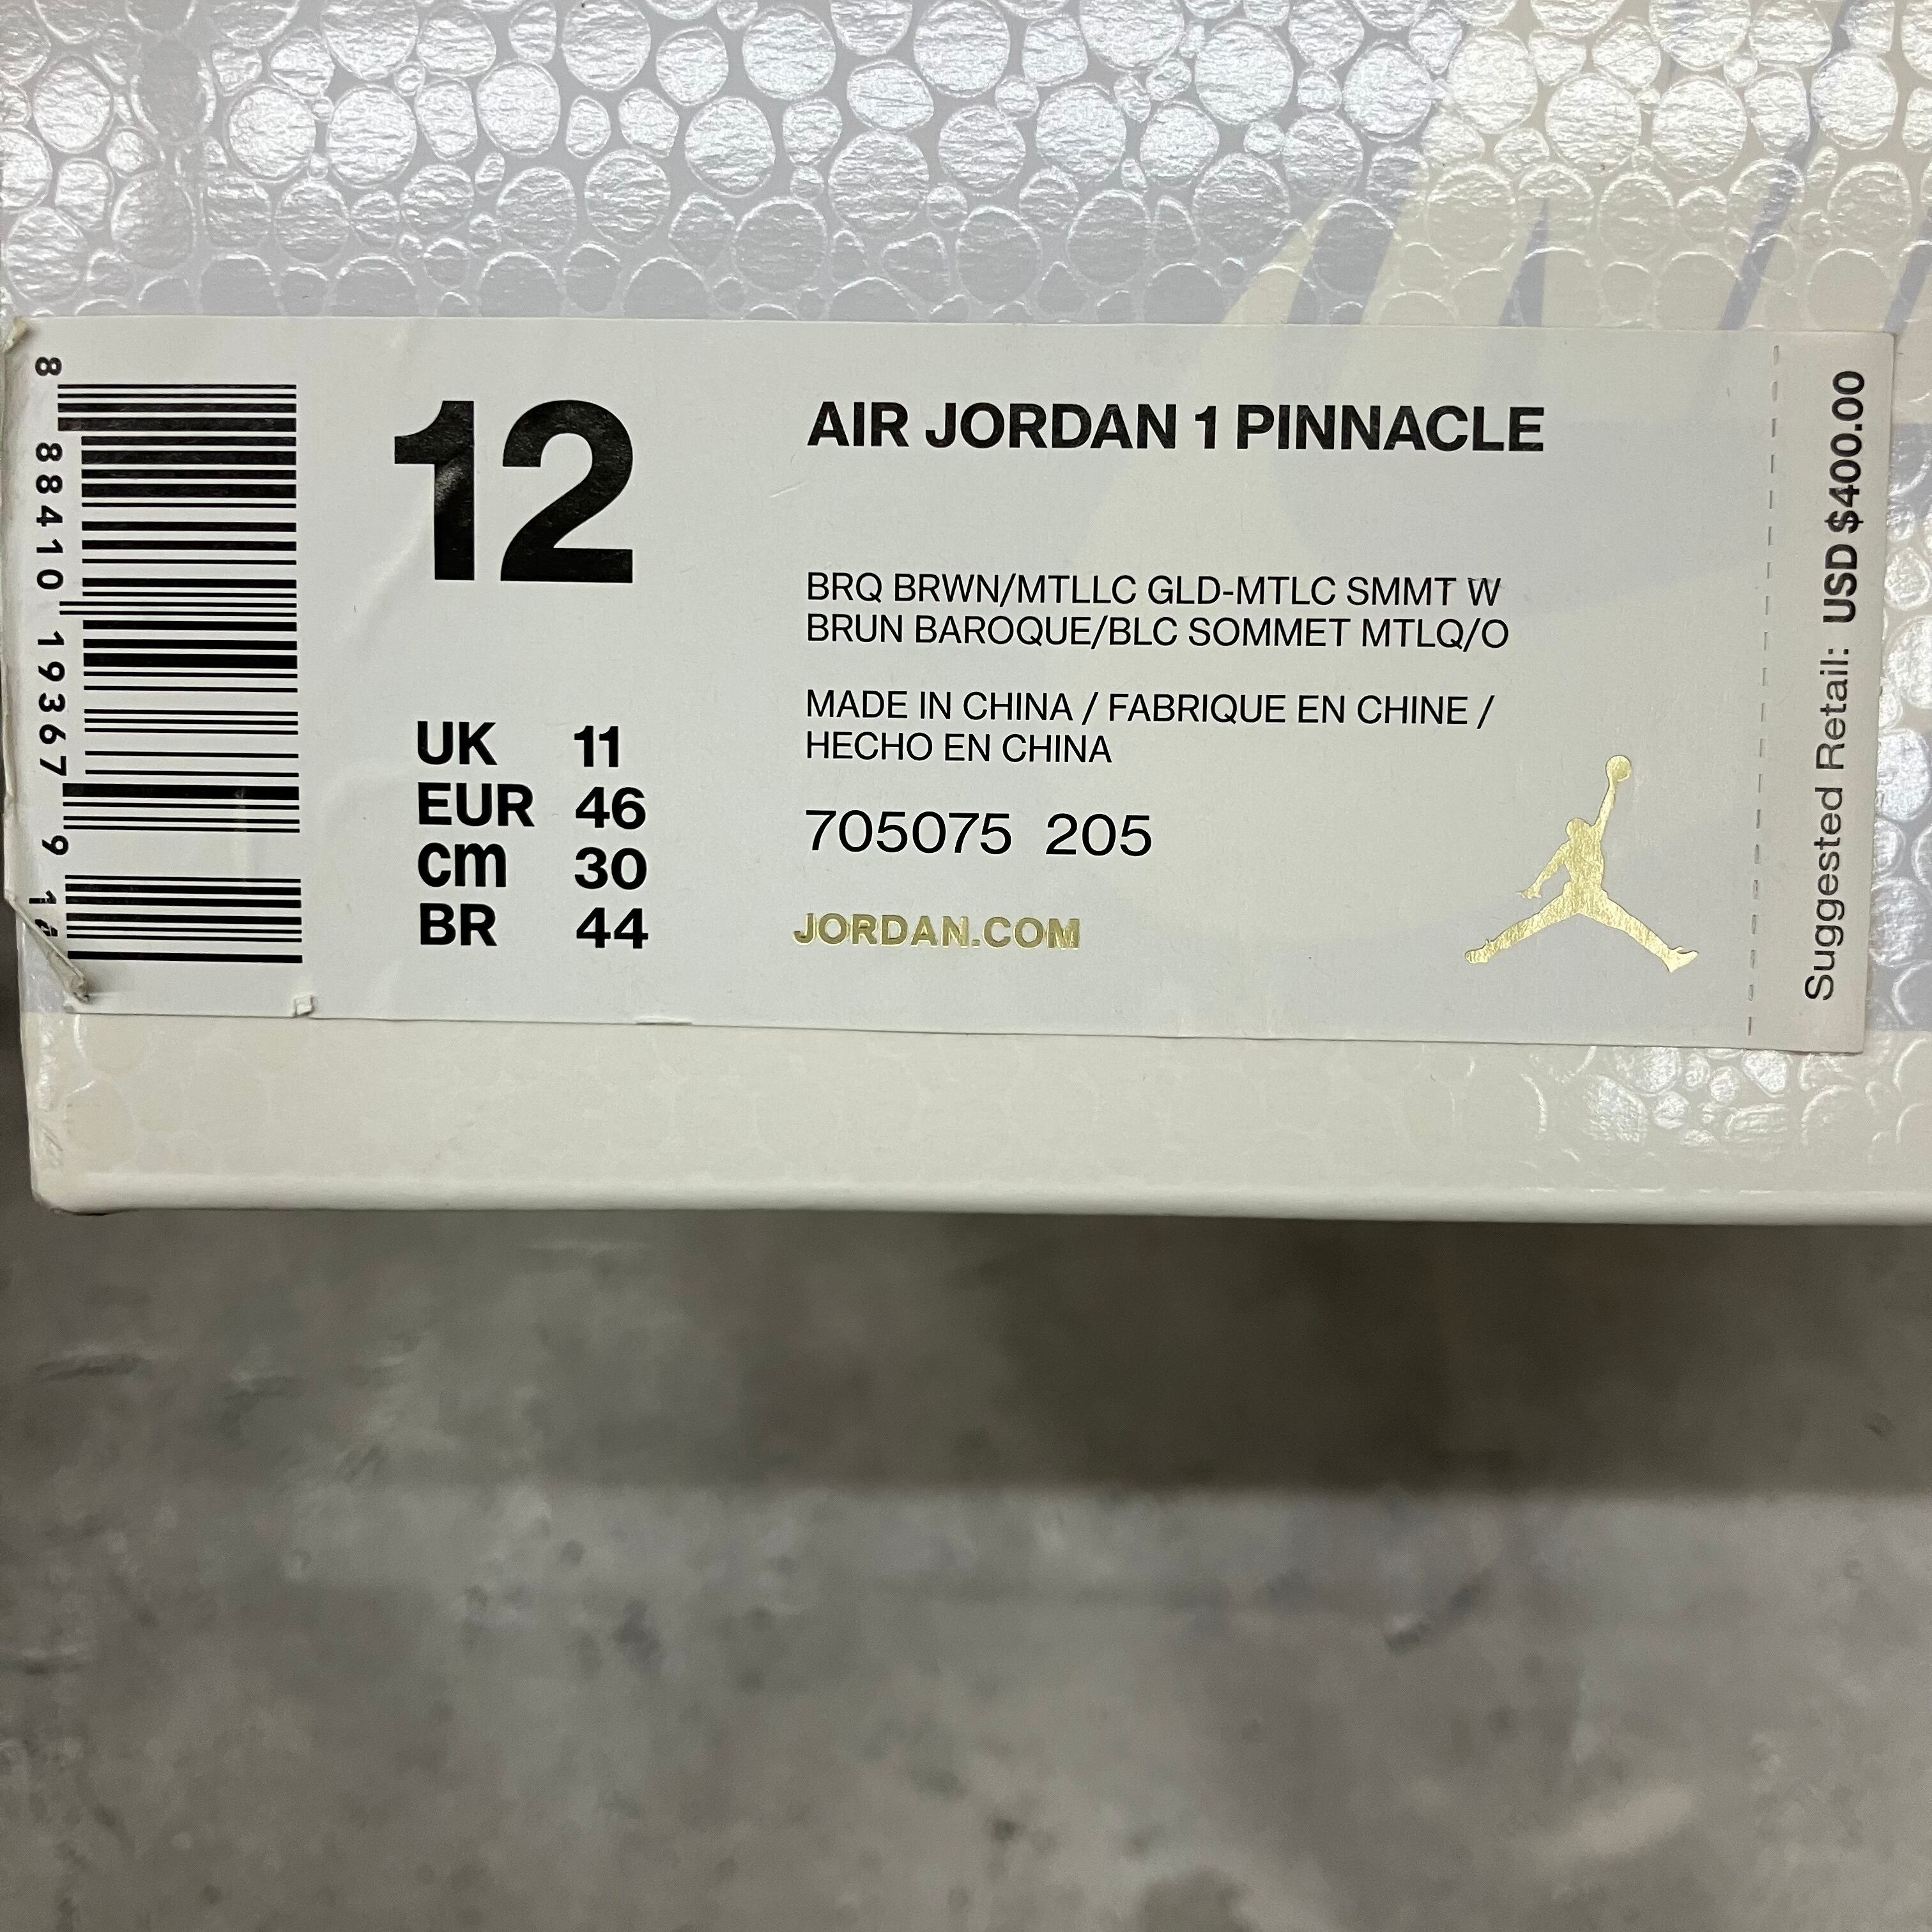 8 88410 19367 9
12
UK 11
EUR 46
cm 30
BR 44
AIR JORDAN 1 PINNACLE
BRQ BRWN/MTLLC GLD-MTLC SMMT W
BRUN BAROQUE/BLC SOMMET MTLQ/O
MADE IN CHINA / FABRIQUE EN CHINE /
HECHO EN CHINA
705075 205
JORDAN.COM
Suggested Retail: USD $400.00